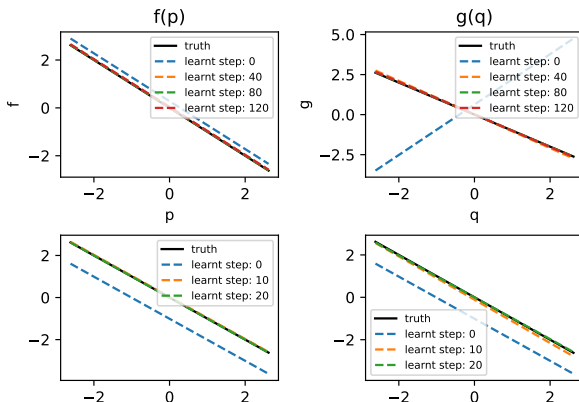 f(p)
g(q)
f
2
0
−2
truth
learnt step: 0
learnt step: 40
learnt step: 80
learnt step: 120
−2
0
2
p
g
5.0
2.5
0.0
−2.5
truth
learnt step: 0
learnt step: 40
learnt step: 80
learnt step: 120
−2
0
2
q
2
0
−2
truth
learnt step: 0
learnt step: 10
learnt step: 20
−2
0
2
2
0
−2
truth
learnt step: 0
learnt step: 10
learnt step: 20
−2
0
2